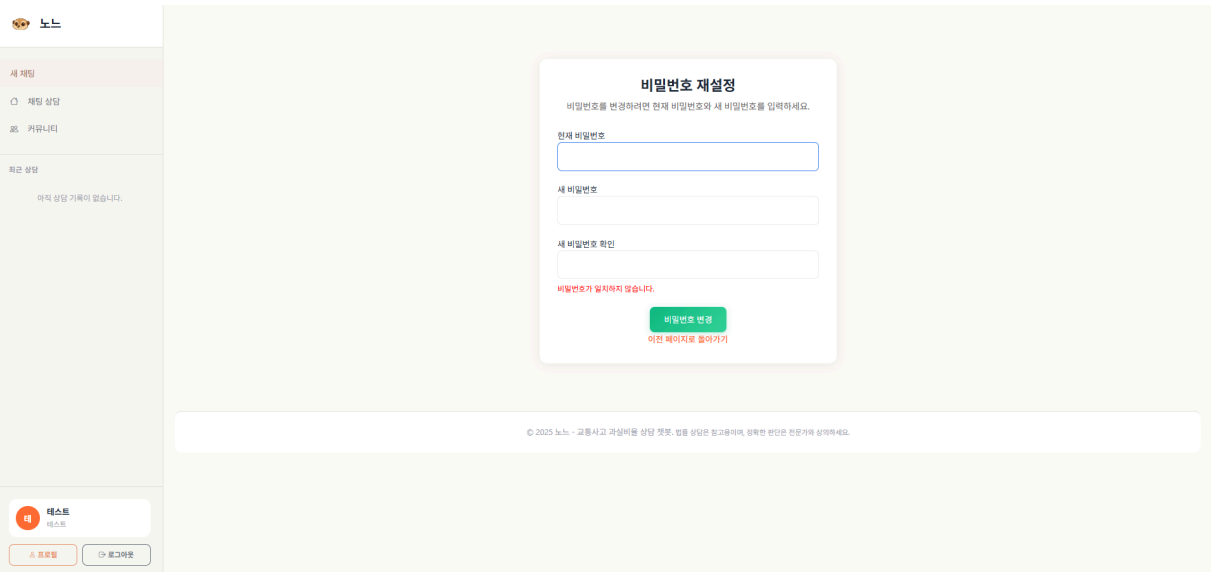 노느
새 채팅
채팅 상담
커뮤니티
최근 상담
아직 상담 기록이 없습니다.
테
테스트
테스트
프로필
로그아웃
비밀번호 재설정
비밀번호를 변경하려면 현재 비밀번호와 새 비밀번호를 입력하세요.
현재 비밀번호
새 비밀번호
새 비밀번호 확인
비밀번호가 일치하지 않습니다.
비밀번호 변경
이전 페이지로 돌아가기
© 2025 노느 - 교통사고 과실비율 상담 챗봇. 법률 상담은 참고용이며, 정확한 판단은 전문가와 상의하세요.